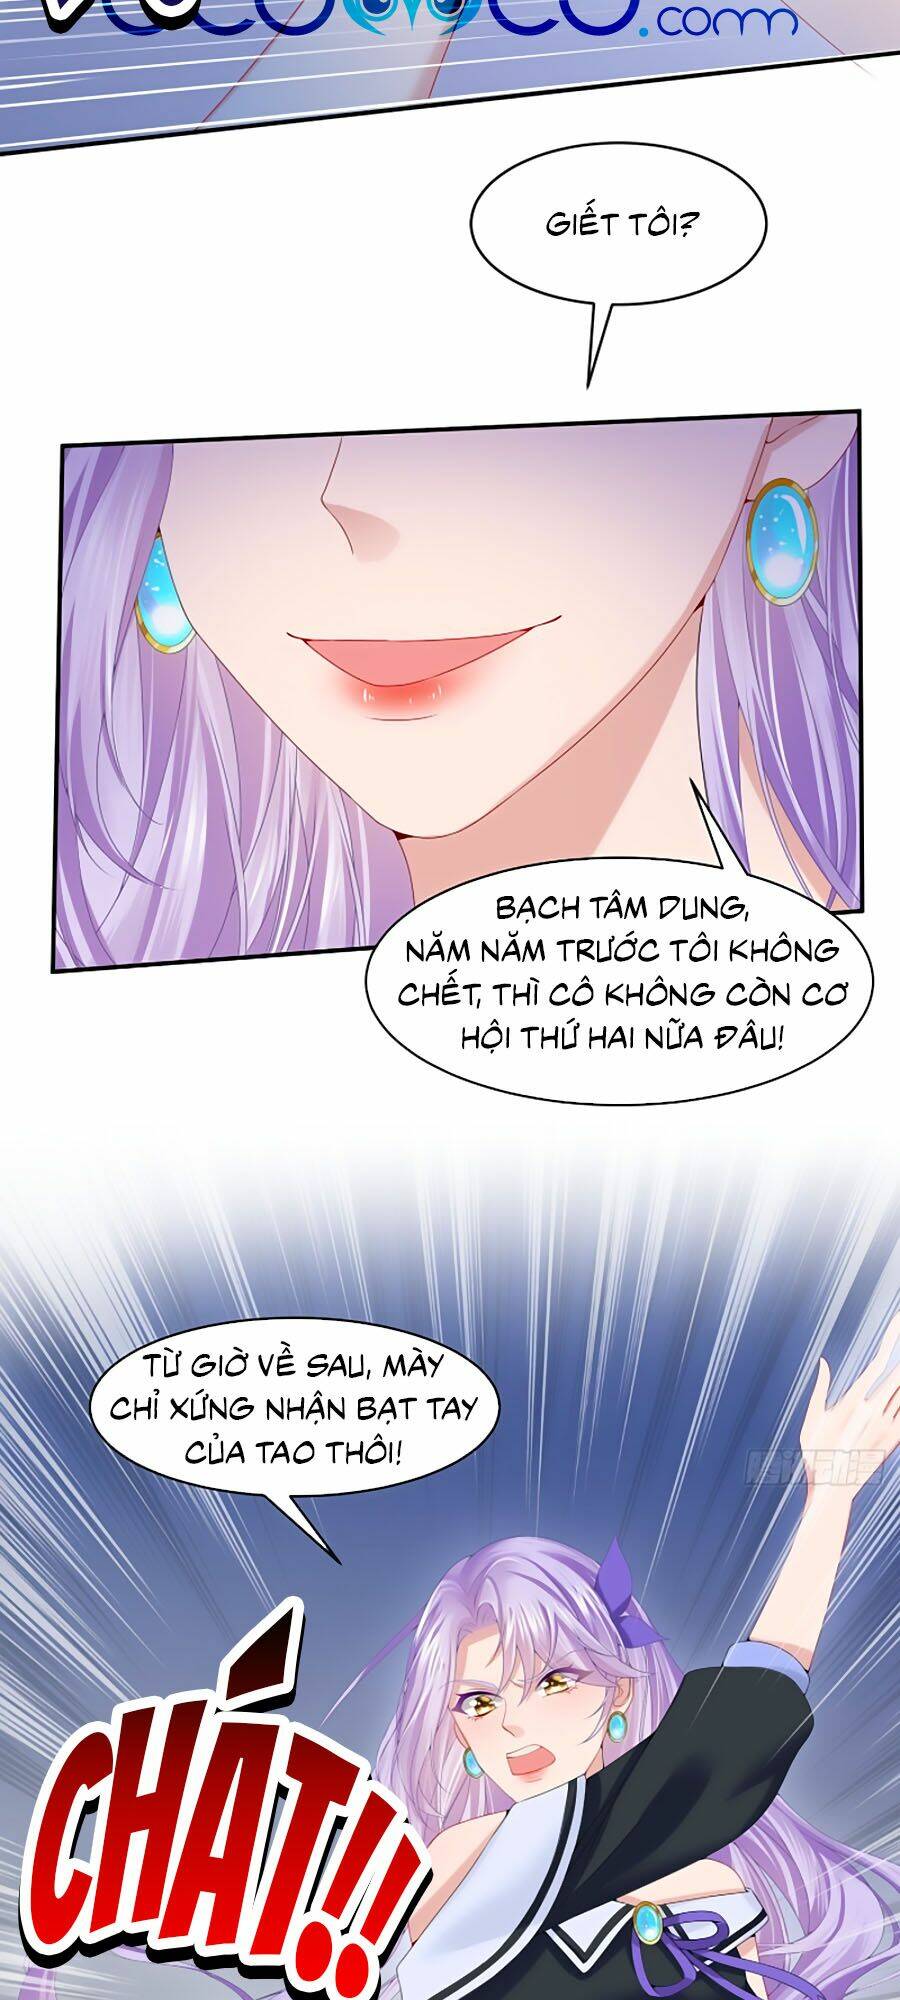 GIẾT TÔI?
BẠCH TÂM DUNG,
NĂM NĂM TRƯỚC TÔI KHÔNG
CHẾT, THÌ CÔ KHÔNG CÒN CƠ
HỘI THỨ HAI NỮA ĐÂU!
TỪ GIỜ VỀ SAU, MÀY
CHỈ XỨNG NHẬN BẠT TAY
CỦA TAO THÔI!
CHÁT!!